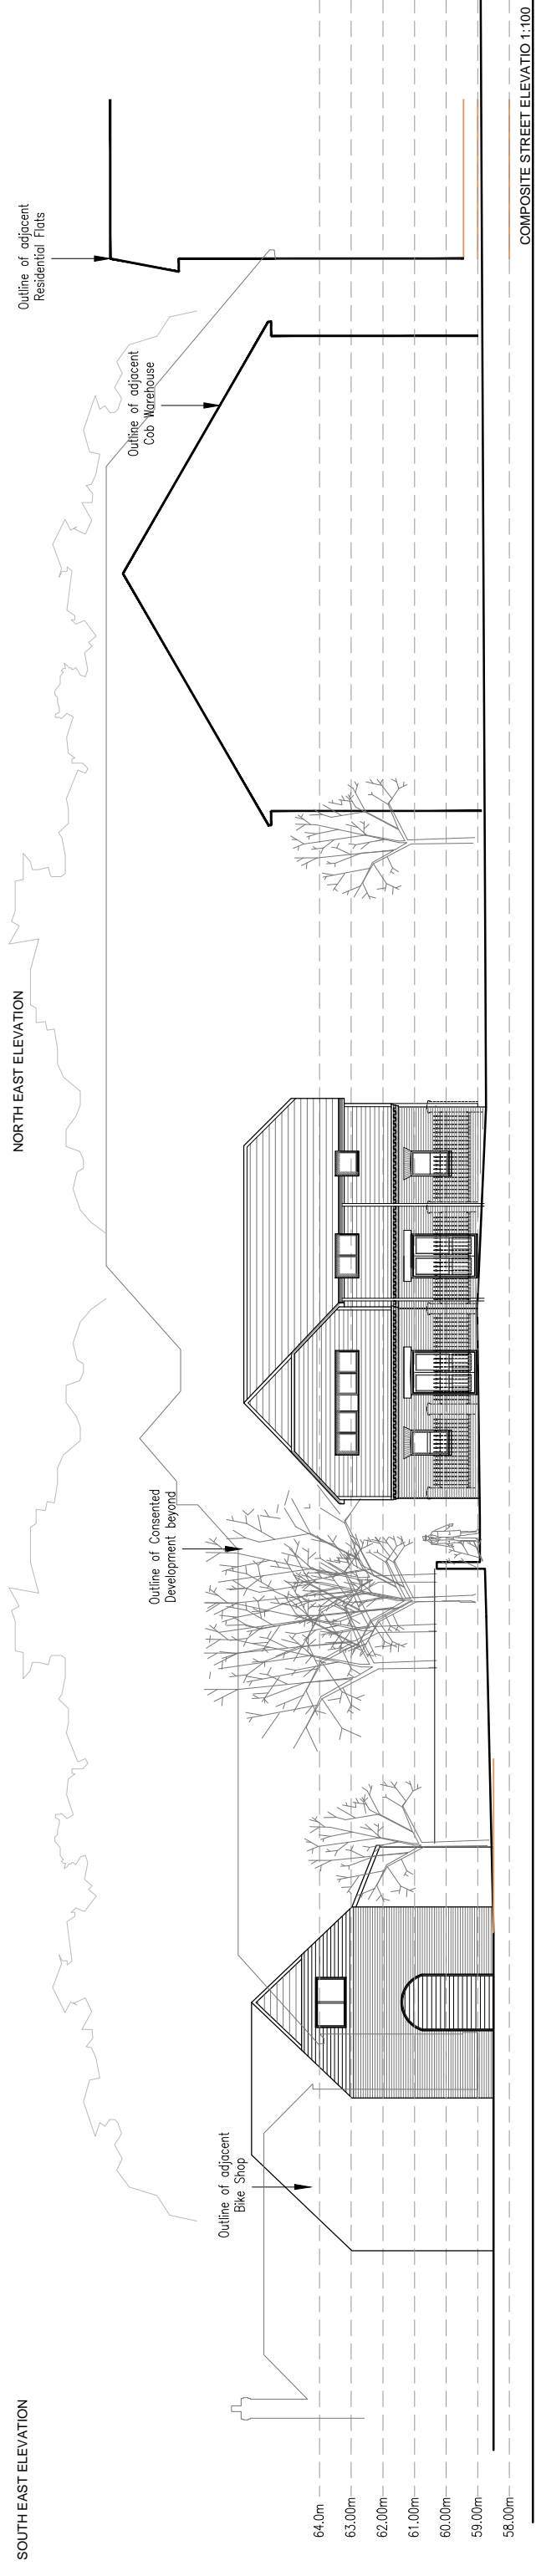 SOUTH EAST ELEVATION
NORTH EAST ELEVATION
Outline of adjacent
Bike Shop
Outline of Consented
Development beyond
Outline of adjacent
Cob Warehouse
Outline of adjacent
Residential Flats
64.0m
63.00m
62.00m
61.00m
60.00m
59.00m
58.00m
COMPOSITE STREET ELEVATIO 1:100